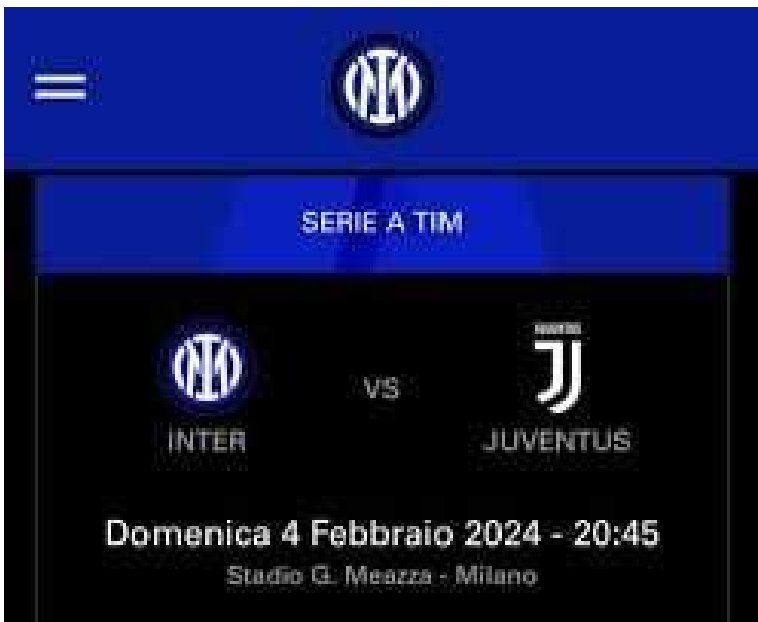 SERIE A TIM
VS
INTER
JUVENTUS
Domenica 4 Febbraio 2024 - 20:45
Stadio G. Meazza - Milano